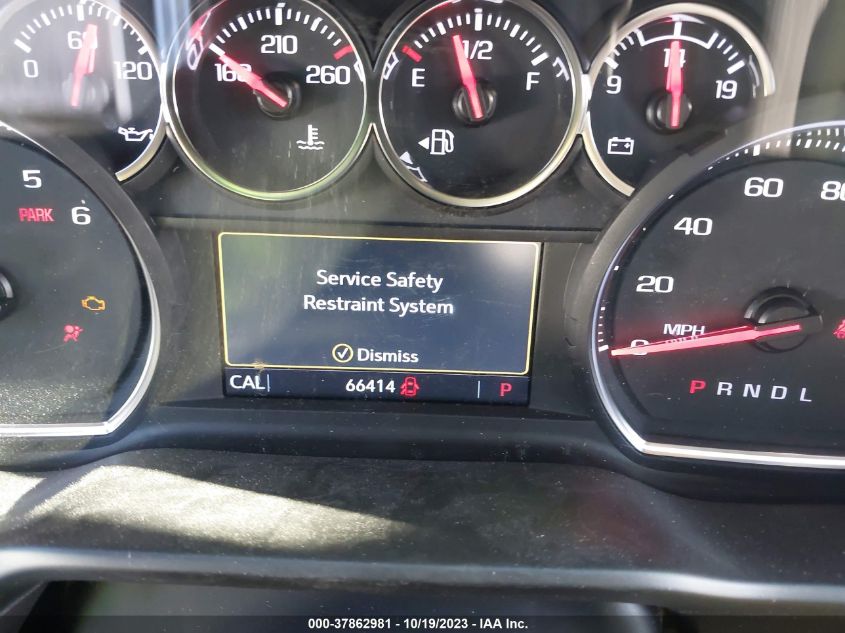 0 60 120
160 210 260
E 1/2 F
9 14 19
5
PARK 6
20 40 60 80
MPH
0
P R N D L
Service Safety
Restraint System
Dismiss
CAL 66414 P
000-37862981 - 10/19/2023 - IAA Inc.